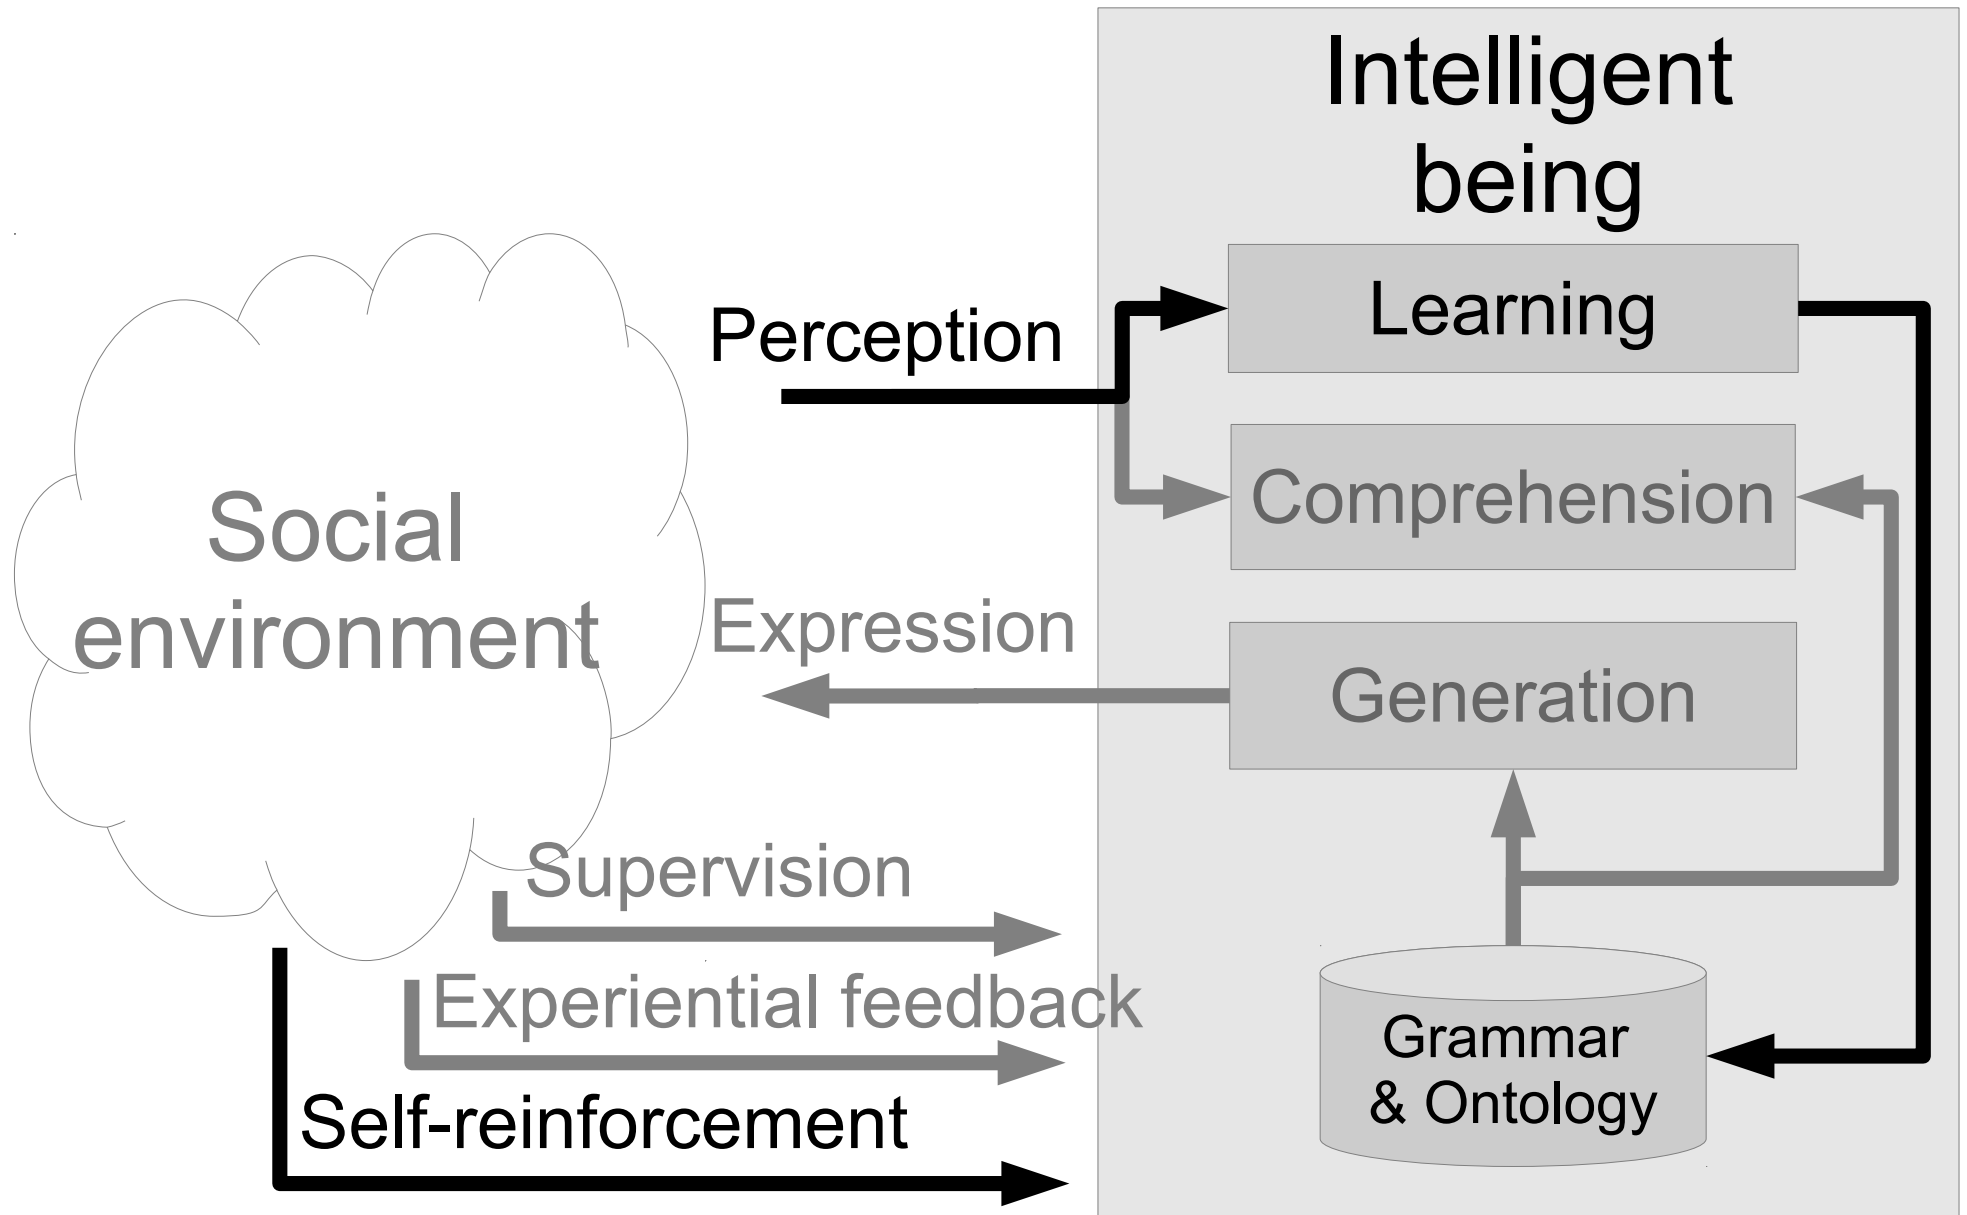 Intelligent
being
Learning
Perception
Comprehension
Social
environment
Expression
Generation
Supervision
Experiential feedback
Grammar
& Ontology
Self-reinforcement